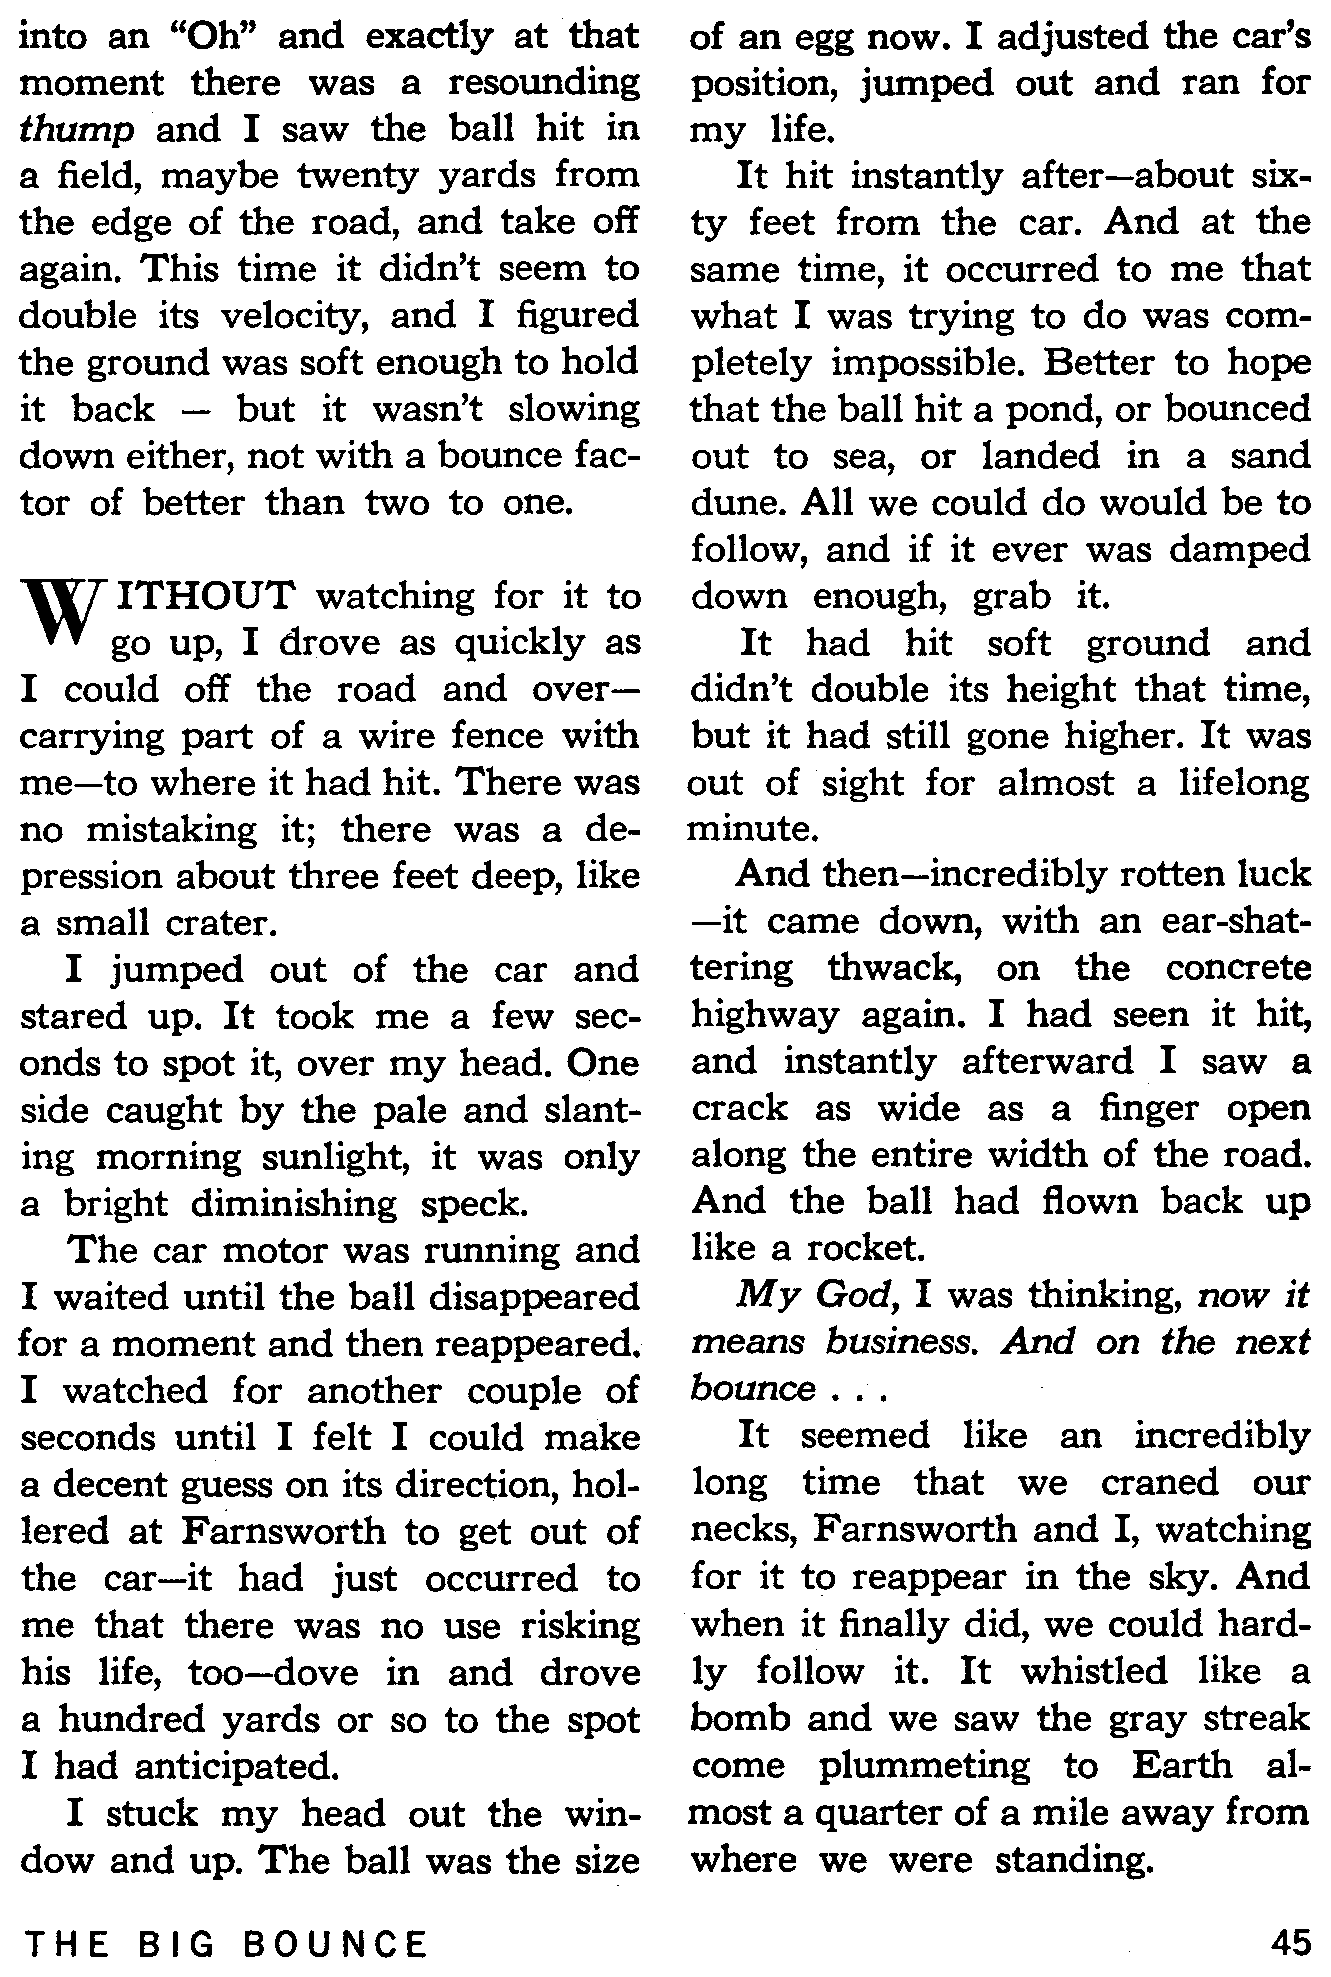 into an “Oh” and exactly at that
moment there was a resounding
thump and I saw the ball hit in
a field, maybe twenty yards from
the edge of the road, and take off
again. This time it didn’t seem to
double its velocity, and I figured
the ground was soft enough to hold
it back — but it wasn’t slowing
down either, not with a bounce fac-
tor of better than two to one.
WITHOUT watching for it to
go up, I drove as quickly as
I could off the road and over—
carrying part of a wire fence with
me—to where it had hit. There was
no mistaking it; there was a de-
pression about three feet deep, like
a small crater.
I jumped out of the car and
stared up. It took me a few sec-
onds to spot it, over my head. One
side caught by the pale and slant-
ing morning sunlight, it was only
a bright diminishing speck.
The car motor was running and
I waited until the ball disappeared
for a moment and then reappeared.
I watched for another couple of
seconds until I felt I could make
a decent guess on its direction, hol-
lered at Farnsworth to get out of
the car—it had just occurred to
me that there was no use risking
his life, too—dove in and drove
a hundred yards or so to the spot
I had anticipated.
I stuck my head out the win-
dow and up. The ball was the size
of an egg now. I adjusted the car’s
position, jumped out and ran for
my life.
It hit instantly after—about six-
ty feet from the car. And at the
same time, it occurred to me that
what I was trying to do was com-
pletely impossible. Better to hope
that the ball hit a pond, or bounced
out to sea, or landed in a sand
dune. All we could do would be to
follow, and if it ever was damped
down enough, grab it.
It had hit soft ground and
didn’t double its height that time,
but it had still gone higher. It was
out of sight for almost a lifelong
minute.
And then—incredibly rotten luck
—it came down, with an ear-shat-
tering thwack, on the concrete
highway again. I had seen it hit,
and instantly afterward I saw a
crack as wide as a finger open
along the entire width of the road.
And the ball had flown back up
like a rocket.
My God, I was thinking, now it
means business. And on the next
bounce . . .
It seemed like an incredibly
long time that we craned our
necks, Farnsworth and I, watching
for it to reappear in the sky. And
when it finally did, we could hard-
ly follow it. It whistled like a
bomb and we saw the gray streak
come plummeting to Earth al-
most a quarter of a mile away from
where we were standing.
THE BIG BOUNCE
45